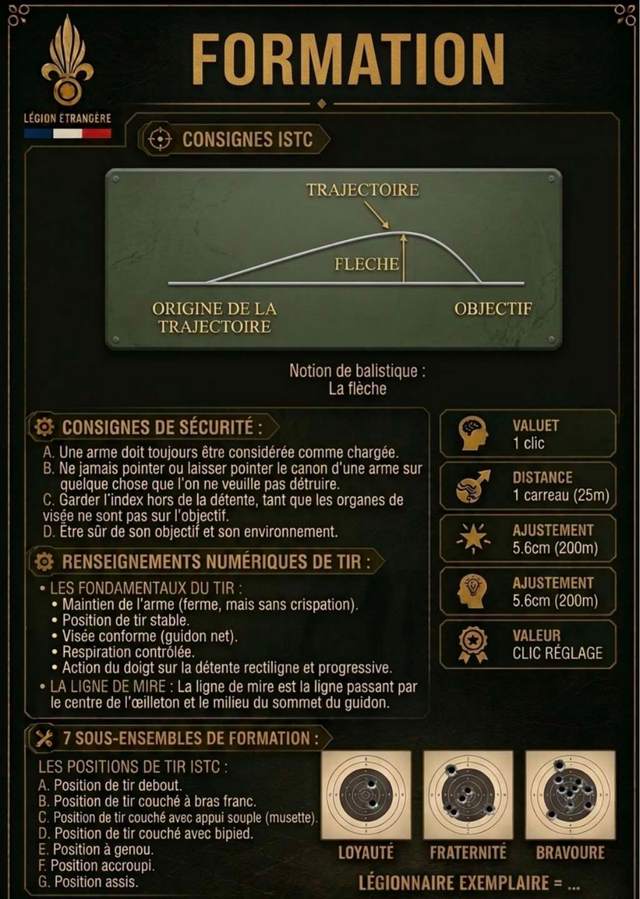 FORMATION
LÉGION ETRANGÈRE
CONSIGNES ISTC
TRAJECTOIRE
FLECHE
ORIGINE DE LA
TRAJECTOIRE
OBJECTIF
Notion de balistique :
La flèche
CONSIGNES DE SÉCURITÉ :
A. Une arme doit toujours être considérée comme chargée.
B. Ne jamais pointer ou laisser pointer le canon d'une arme sur
quelque chose que l'on ne veuille pas détruire.
C. Garder l'index hors de la détente, tant que les organes de
visée ne sont pas sur l'objectif.
D. Être sûr de son objectif et son environnement.
RENSEIGNEMENTS NUMÉRIQUES DE TIR :
• LES FONDAMENTAUX DU TIR :
• Maintien de l'arme (ferme, mais sans crispation).
• Position de tir stable.
• Visée conforme (guidon net).
• Respiration contrôlée.
• Action du doigt sur la détente rectiligne et progressive.
• LA LIGNE DE MIRE : La ligne de mire est la ligne passant par
le centre de l'œilleton et le milieu du sommet du guidon.
VALUET
1 clic
DISTANCE
1 carreau (25m)
AJUSTEMENT
5.6cm (200m)
AJUSTEMENT
5.6cm (200m)
VALEUR
CLIC RÉGLAGE
7 SOUS-ENSEMBLES DE FORMATION :
LES POSITIONS DE TIR ISTC :
A. Position de tir debout.
B. Position de tir couché à bras franc.
C. Position de tir couché avec appui souple (musette).
D. Position de tir couché avec bipied.
E. Position à genou.
F. Position accroupi.
G. Position assis.
LOYAUTÉ
FRATERNITÉ
BRAVOURE
LÉGIONNAIRE EXEMPLAIRE = ...